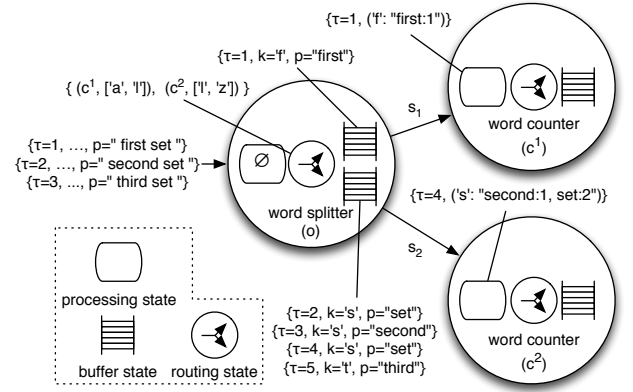 {τ=1, ('f': "first:1")}
{τ=1, k='f', p="first"}
{ (c¹, ['a', 'l']), (c², ['l', 'z']) }
s₁
word counter
(c¹)
{τ=1, ..., p=" first set "}
{τ=2, ..., p=" second set "}
{τ=3, ..., p=" third set "}
∅
word splitter
(o)
{τ=4, ('s': "second:1, set:2")}
s₂
processing state
buffer state
routing state
{τ=2, k='s', p="set"}
{τ=3, k='s', p="second"}
{τ=4, k='s', p="set"}
{τ=5, k='t', p="third"}
word counter
(c²)